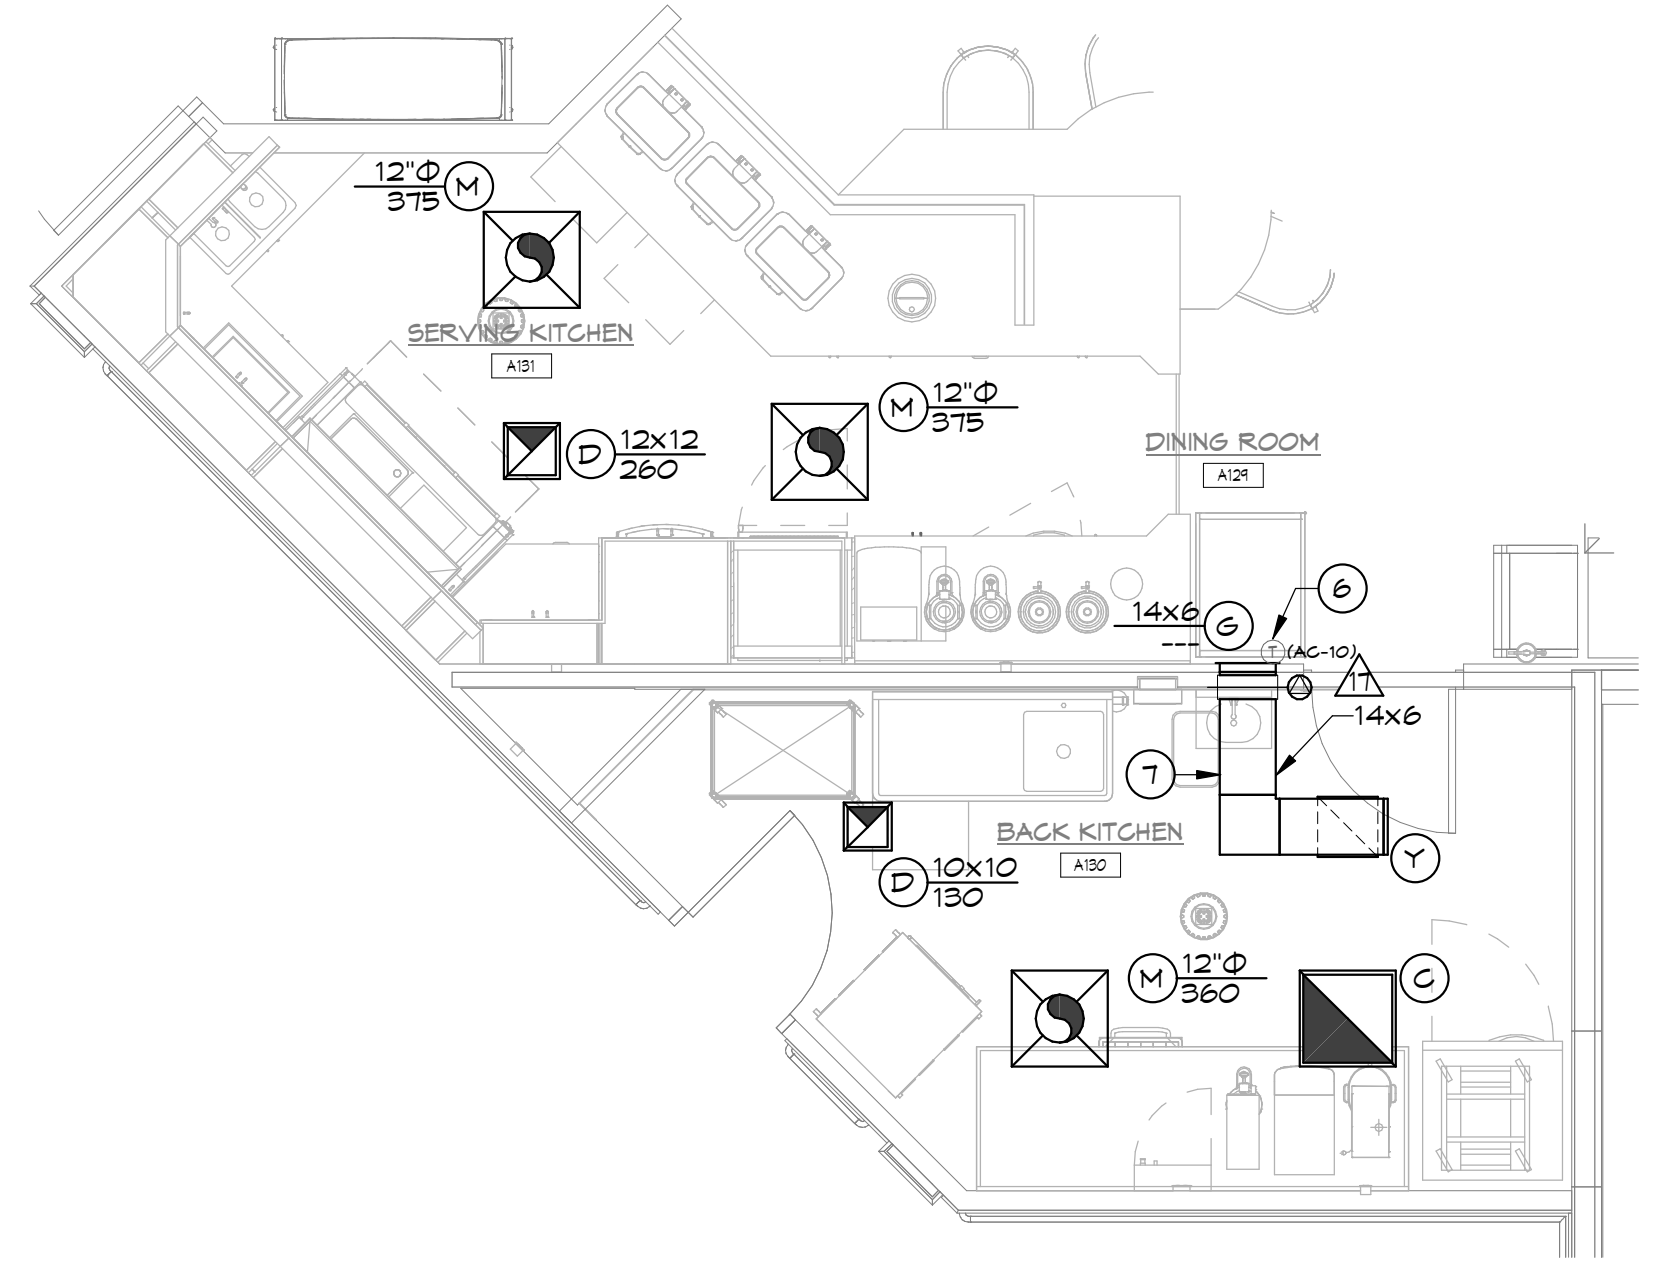 12"Φ
375
M
SERVING KITCHEN
A131
M
12"Φ
375
D
12x12
260
DINING ROOM
A129
6
14x6
G
---
T
(AC-10)
17
14x6
7
BACK KITCHEN
A130
Y
D
10x10
130
M
12"Φ
360
C